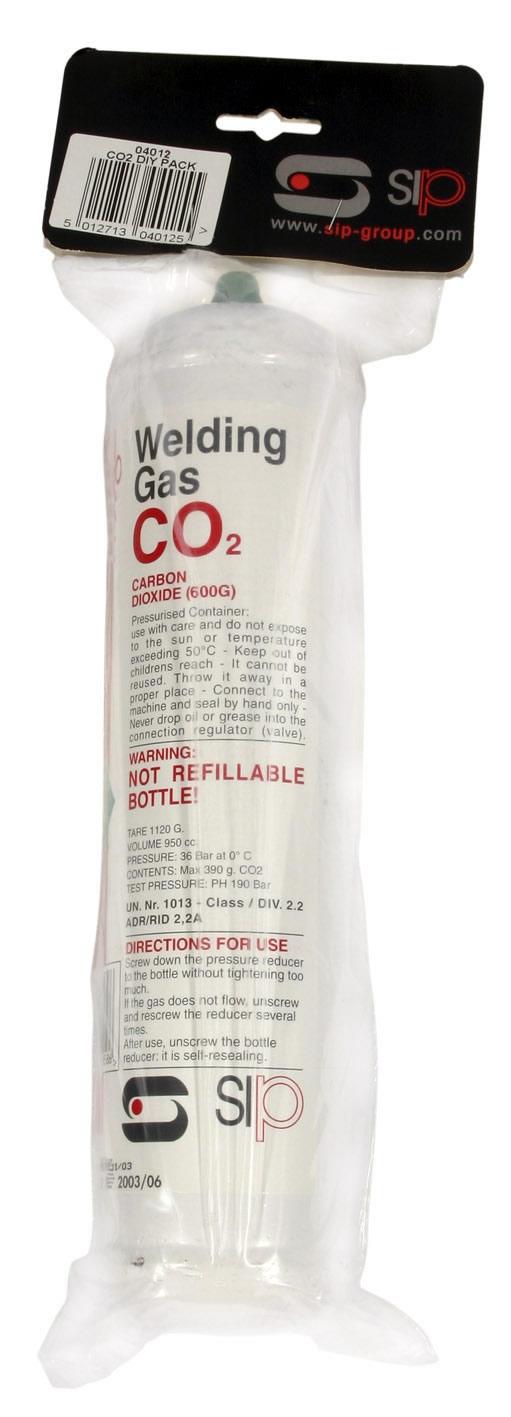 04012
CO2 DIY PACK
5 012713 040125 >
SIP
www.sip-group.com
Welding
Gas
CO2
CARBON
DIOXIDE (600G)
Pressurised Container:
use with care and do not expose
to the sun or temperature
exceeding 50°C - Keep out of
childrens reach - It cannot be
reused. Throw it away in a
proper place - Connect to the
machine and seal by hand only -
Never drop oil or grease into the
connection regulator (valve).
WARNING:
NOT REFILLABLE
BOTTLE!
TARE 1120 G.
VOLUME 950 cc.
PRESSURE: 36 Bar at 0° C
CONTENTS: Max 390 g. CO2
TEST PRESSURE: PH 190 Bar
UN. Nr. 1013 - Class / DIV. 2.2
ADR/RID 2,2A
DIRECTIONS FOR USE
Screw down the pressure reducer
to the bottle without tightening too
much.
If the gas does not flow, unscrew
and rescrew the reducer several
times.
After use, unscrew the bottle
reducer: it is self-resealing.
SIP
2003/06